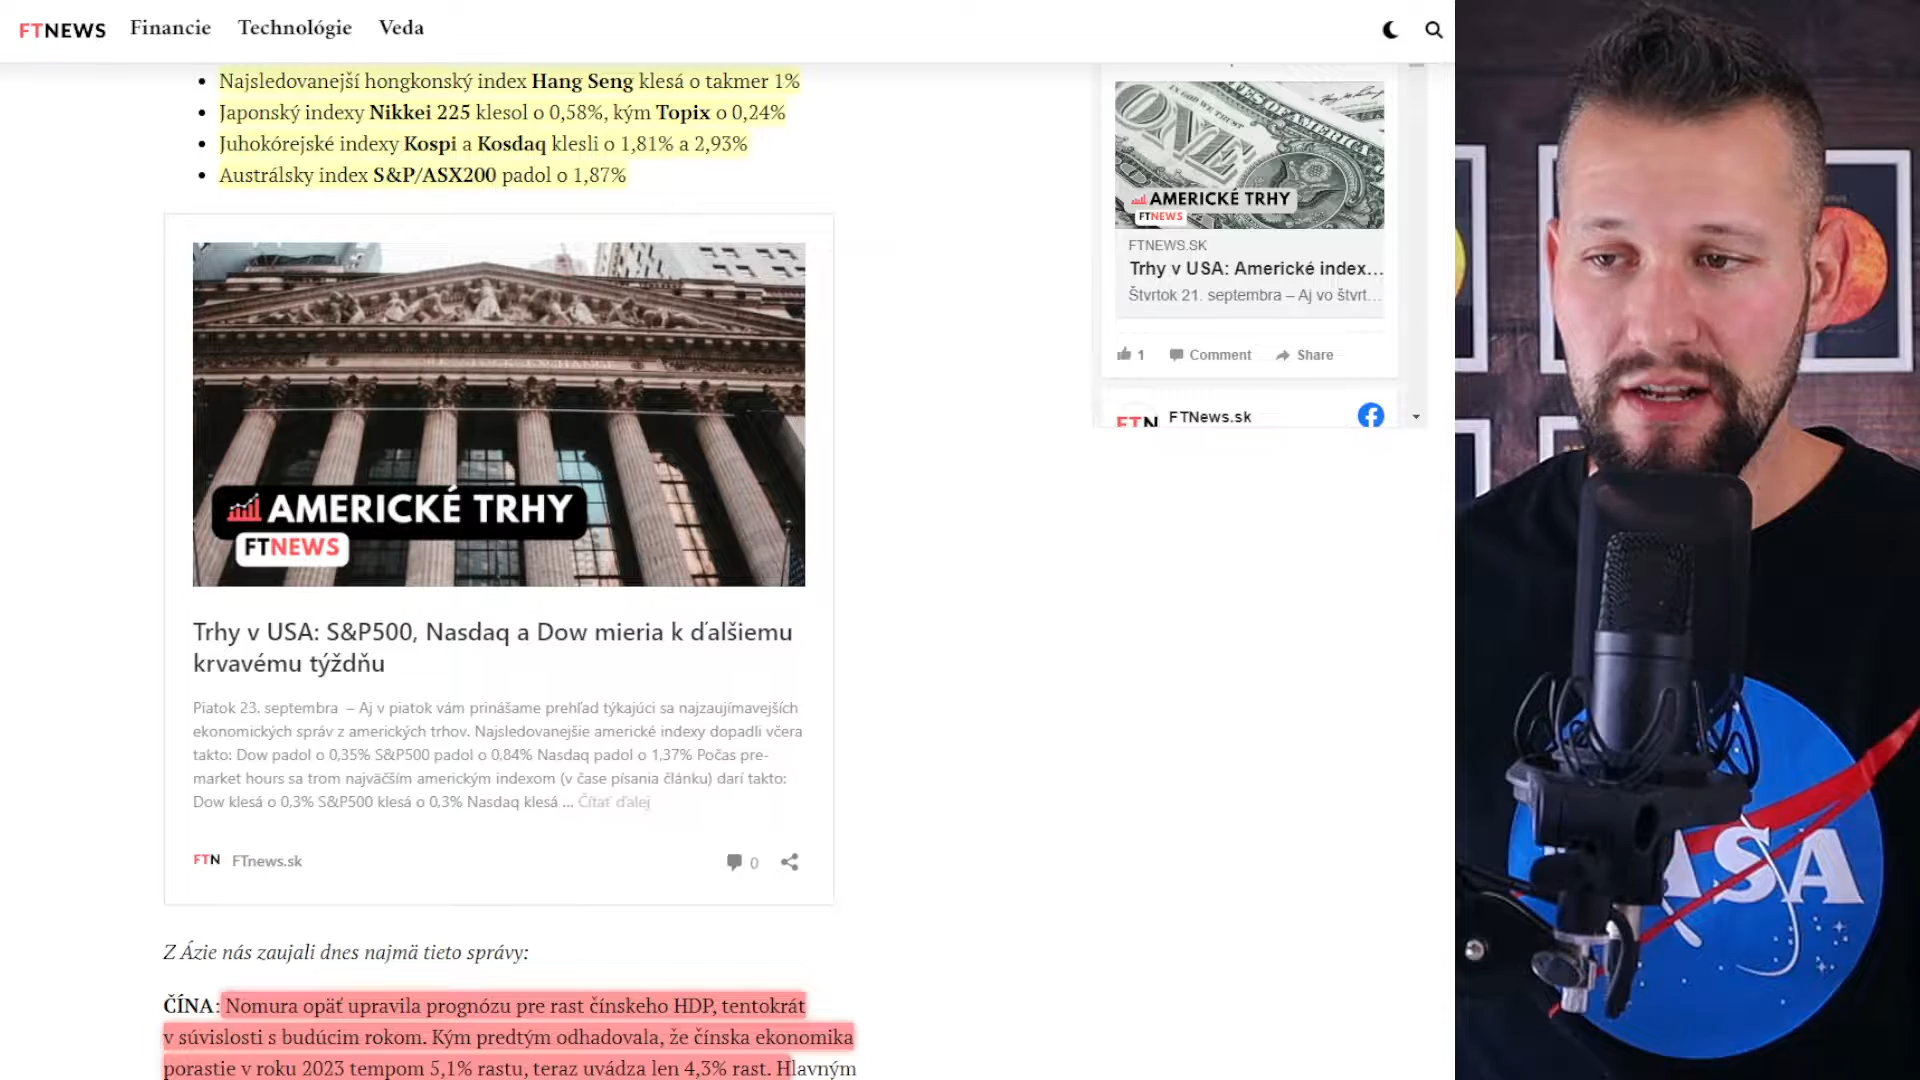 FTNEWS Financie Technológie Veda
Najsledovanejší hongkonský index Hang Seng klesá o takmer 1%
Japonský indexy Nikkei 225 klesol o 0,58%, kým Topix o 0,24%
Juhokórejské indexy Kospi a Kosdaq klesli o 1,81% a 2,93%
Austrálsky index S&P/ASX200 padol o 1,87%
AMERICKÉ TRHY
FTNEWS
Trhy v USA: S&P500, Nasdaq a Dow mieria k ďalšiemu
krvavému týždňu
Piatok 23. septembra – Aj v piatok vám prinášame prehľad týkajúci sa najzaujímavejších
ekonomických správ z amerických trhov. Najsledovanejšie americké indexy dopadli včera
takto: Dow padol o 0,35% S&P500 padol o 0,84% Nasdaq padol o 1,37% Počas pre-
market hours sa trom najväčším americkým indexom (v čase písania článku) darí takto:
Dow klesá o 0,3% S&P500 klesá o 0,3% Nasdaq klesá ... Čítať ďalej
FTN FTnews.sk 0
Z Ázie nás zaujali dnes najmä tieto správy:
ČÍNA: Nomura opäť upravila prognózu pre rast čínskeho HDP, tentokrát
v súvislosti s budúcim rokom. Kým predtým odhadovala, že čínska ekonomika
porastie v roku 2023 tempom 5,1% rastu, teraz uvádza len 4,3% rast. Hlavným
ONE
AMERICKÉ TRHY
FTNEWS
FTNEWS.SK
Trhy v USA: Americké index...
Štvrtok 21. septembra – Aj vo štvrt...
1 Comment Share
FTN FTNews.sk
NASA